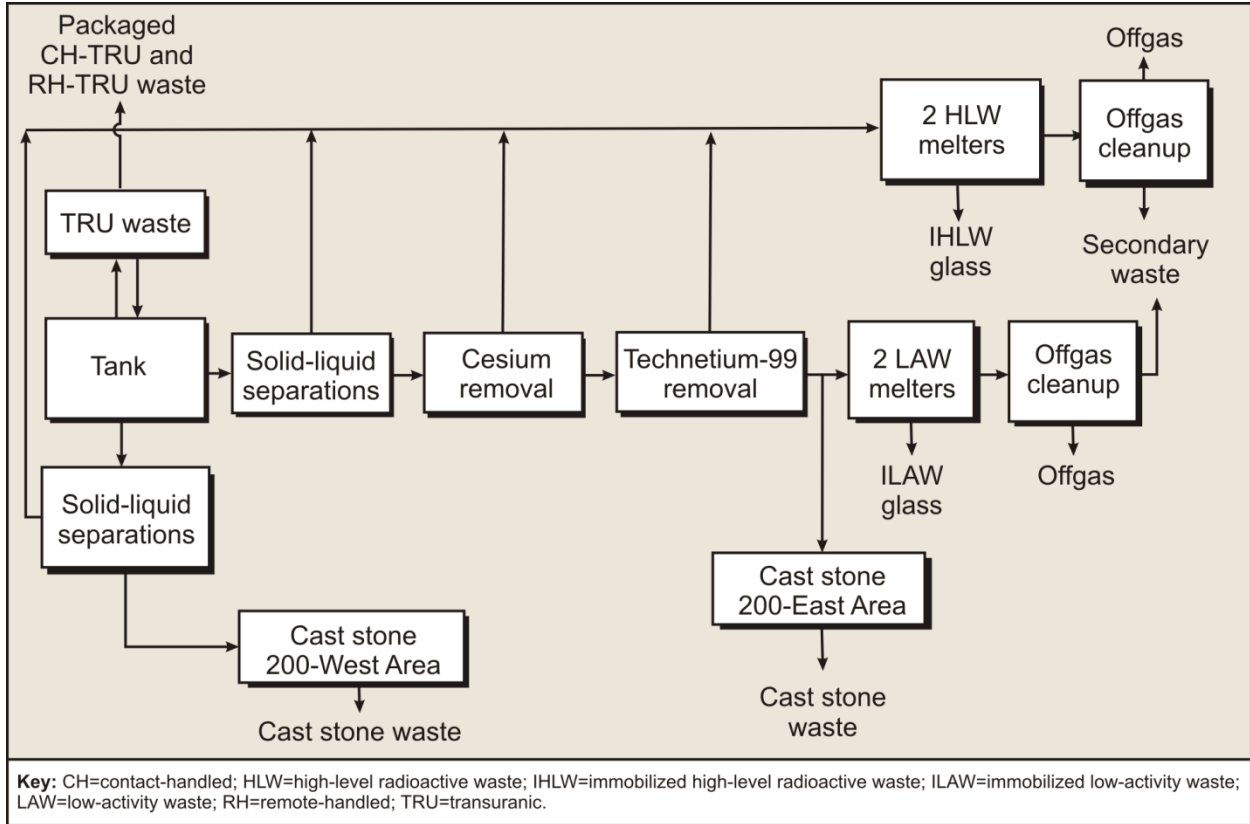 Packaged
CH-TRU and
RH-TRU waste
Offgas
2 HLW
melters
Offgas
cleanup
TRU waste
IHLW
glass
Secondary
waste
Tank
Solid-liquid
separations
Cesium
removal
Technetium-99
removal
2 LAW
melters
Offgas
cleanup
Solid-liquid
separations
ILAW
glass
Offgas
Cast stone
200-East Area
Cast stone
200-West Area
Cast stone
waste
Cast stone waste
Key: CH=contact-handled; HLW=high-level radioactive waste; IHLW=immobilized high-level radioactive waste; ILAW=immobilized low-activity waste;
LAW=low-activity waste; RH=remote-handled; TRU=transuranic.